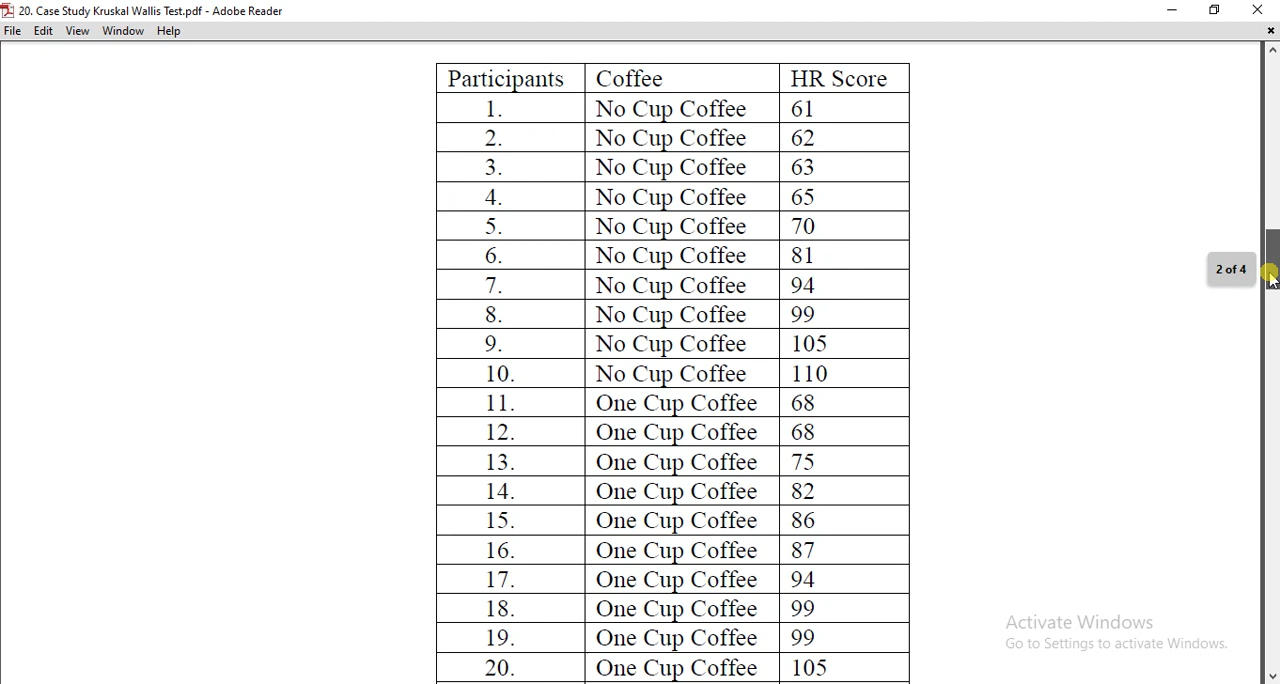 20. Case Study Kruskal Wallis Test.pdf - Adobe Reader
File Edit View Window Help
Participants Coffee HR Score
1. No Cup Coffee 61
2. No Cup Coffee 62
3. No Cup Coffee 63
4. No Cup Coffee 65
5. No Cup Coffee 70
6. No Cup Coffee 81
7. No Cup Coffee 94
8. No Cup Coffee 99
9. No Cup Coffee 105
10. No Cup Coffee 110
11. One Cup Coffee 68
12. One Cup Coffee 68
13. One Cup Coffee 75
14. One Cup Coffee 82
15. One Cup Coffee 86
16. One Cup Coffee 87
17. One Cup Coffee 94
18. One Cup Coffee 99
19. One Cup Coffee 99
20. One Cup Coffee 105
2 of 4
Activate Windows
Go to Settings to activate Windows.